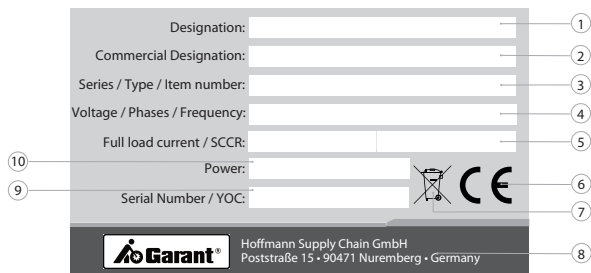 Designation:
1
Commercial Designation:
2
Series / Type / Item number:
3
Voltage / Phases / Frequency:
4
Full load current / SCCR:
5
10
Power:
9
Serial Number / YOC:
CE
6
7
Garant®
Hoffmann Supply Chain GmbH
Poststraße 15 • 90471 Nuremberg • Germany
8